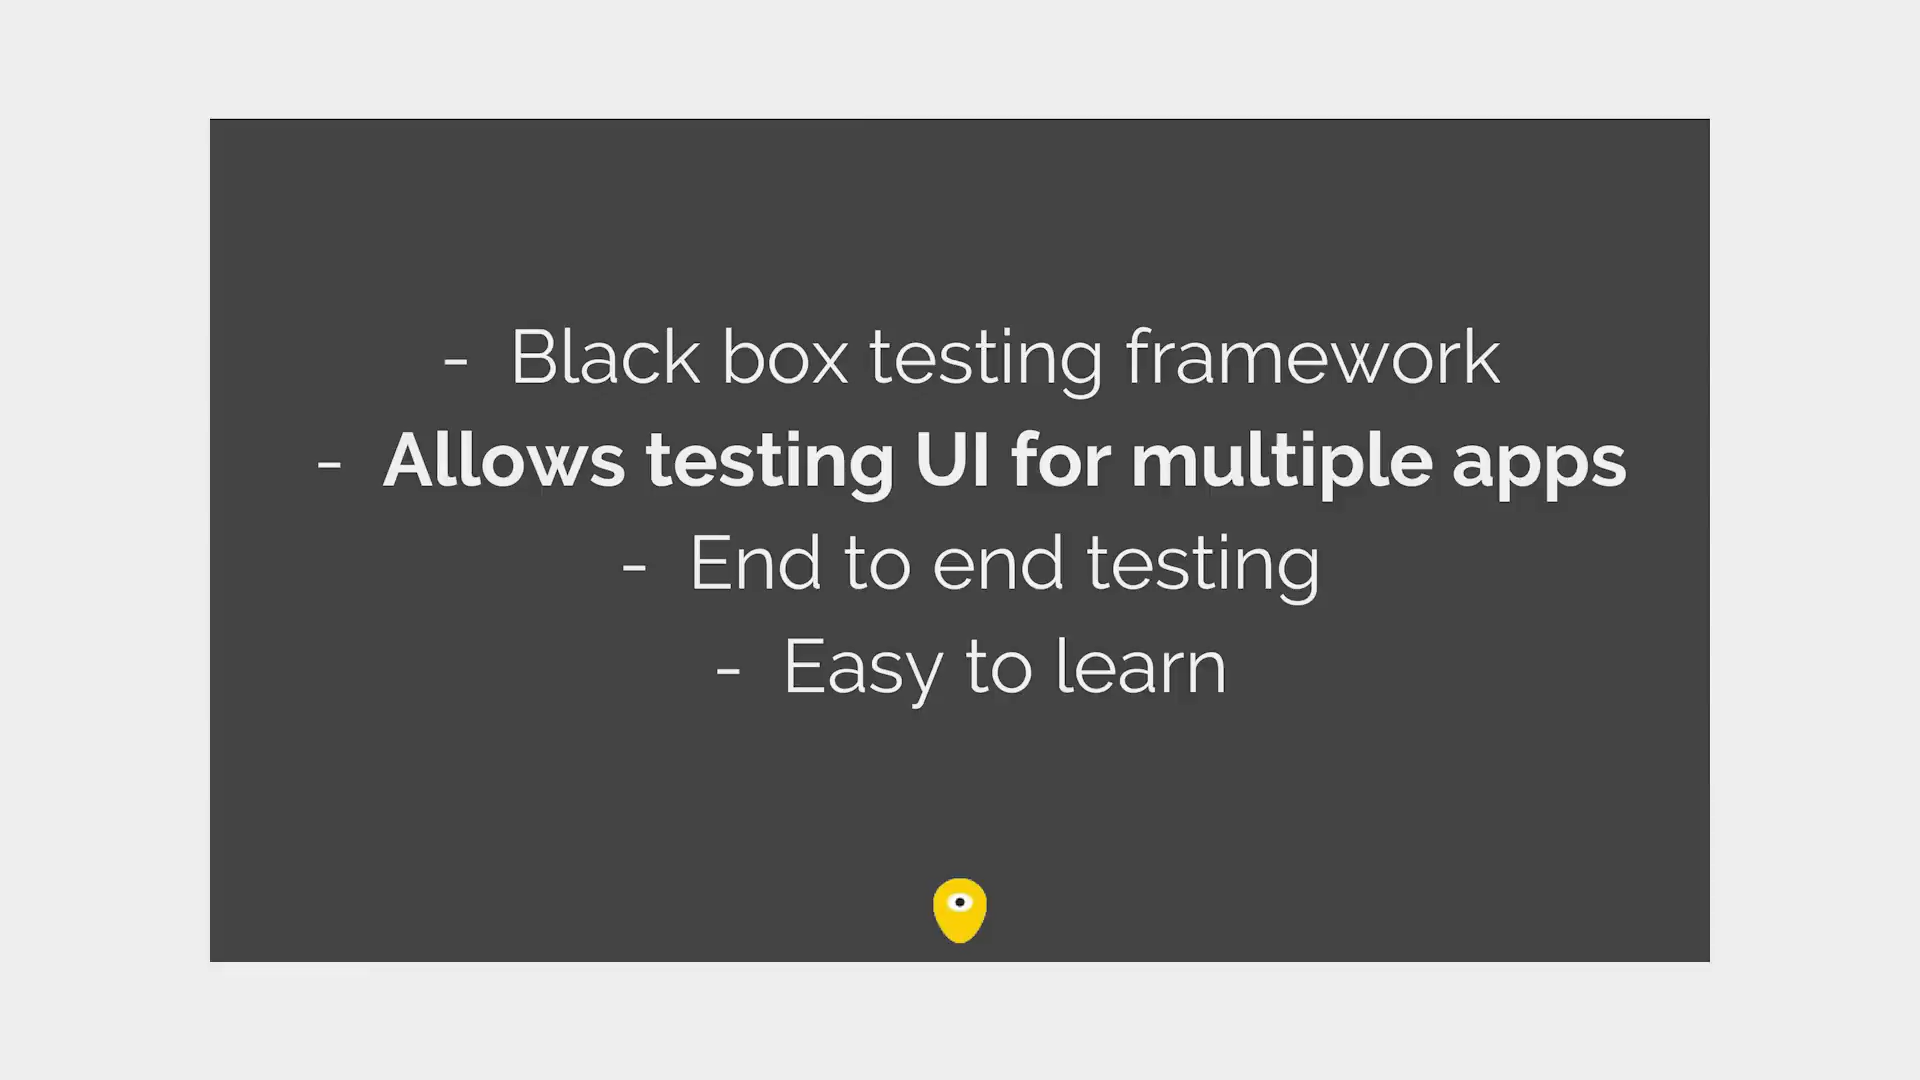 - Black box testing framework
- Allows testing UI for multiple apps
- End to end testing
- Easy to learn